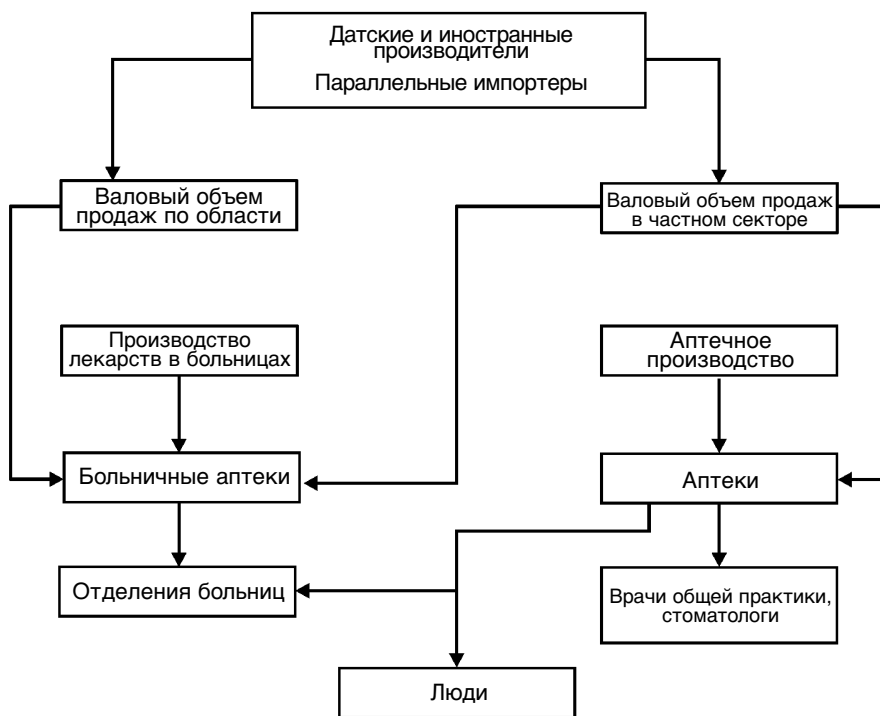 Датские и иностранные
производители
Параллельные импортеры
Валовый объем
продаж по области
Валовый объем продаж
в частном секторе
Производство
лекарств в больницах
Аптечное
производство
Больничные аптеки
Аптеки
Отделения больниц
Врачи общей практики,
стоматологи
Люди